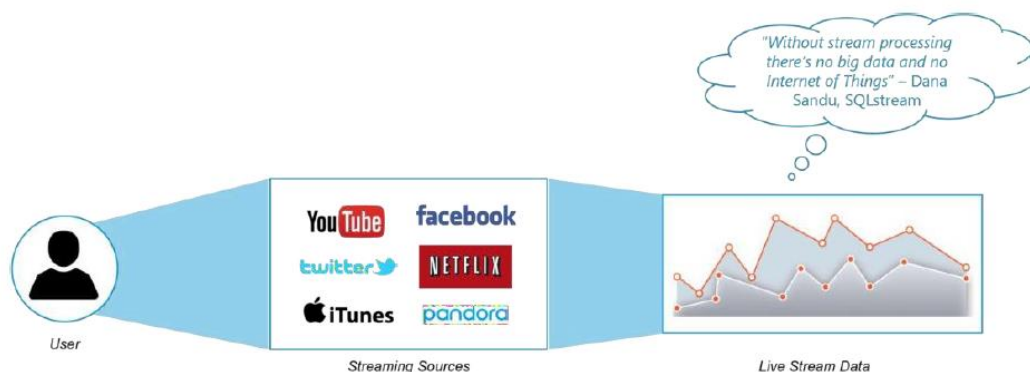 "Without stream processing
there's no big data and no
Internet of Things" – Dana
Sandu, SQLstream
YouTube
facebook
twitter
NETFLIX
iTunes
pandora
User
Streaming Sources
Live Stream Data